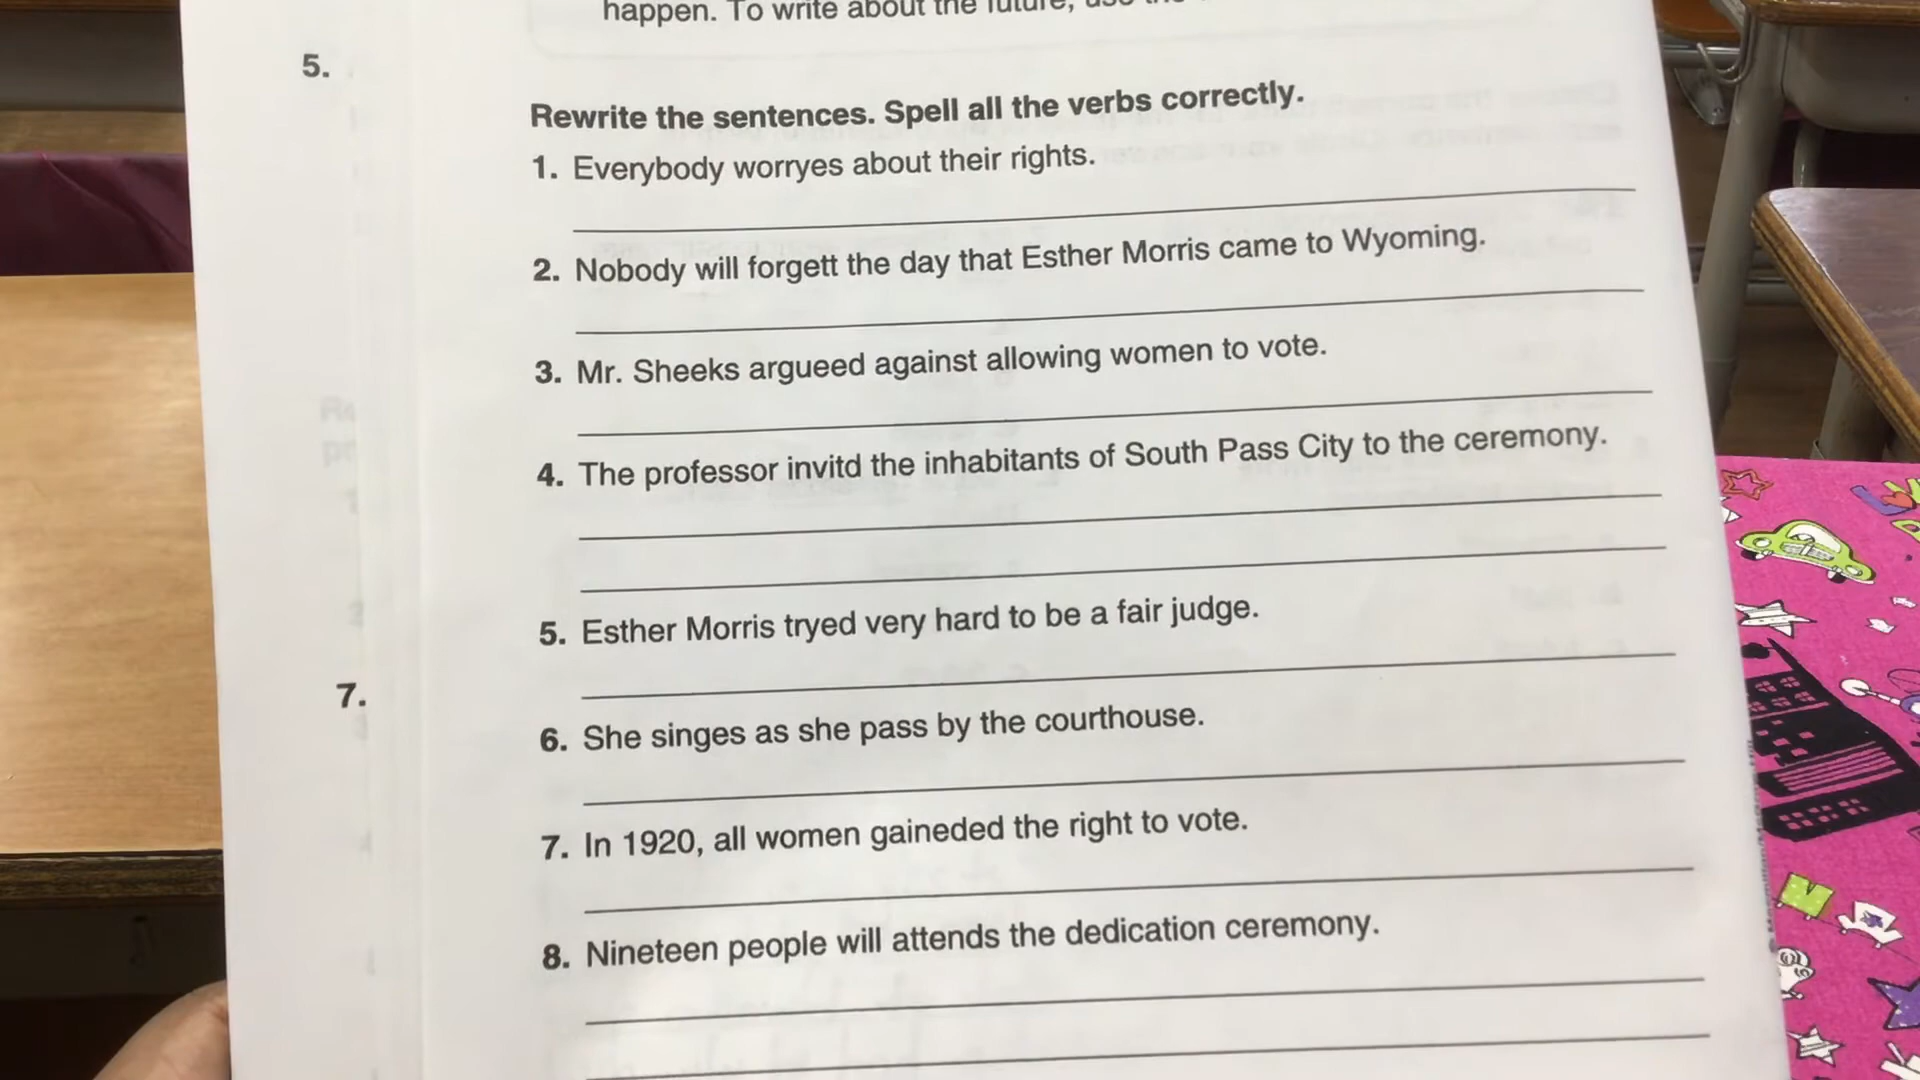 happen. To write about the future, use the
5.
Rewrite the sentences. Spell all the verbs correctly.
1. Everybody worryes about their rights.
2. Nobody will forgett the day that Esther Morris came to Wyoming.
3. Mr. Sheeks argueed against allowing women to vote.
4. The professor invitd the inhabitants of South Pass City to the ceremony.
5. Esther Morris tryed very hard to be a fair judge.
7.
6. She singes as she pass by the courthouse.
7. In 1920, all women gaineded the right to vote.
8. Nineteen people will attends the dedication ceremony.